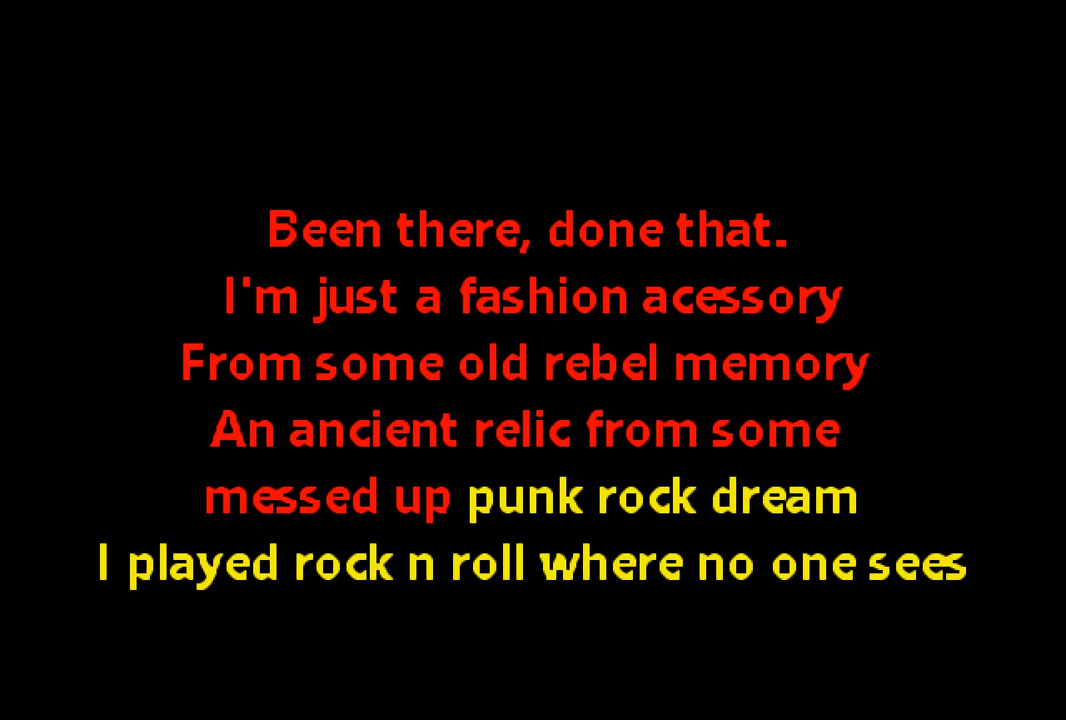 Been there, done that.
I'm just a fashion acessory
From some old rebel memory
An ancient relic from some
messed up punk rock dream
I played rock n roll where no one sees